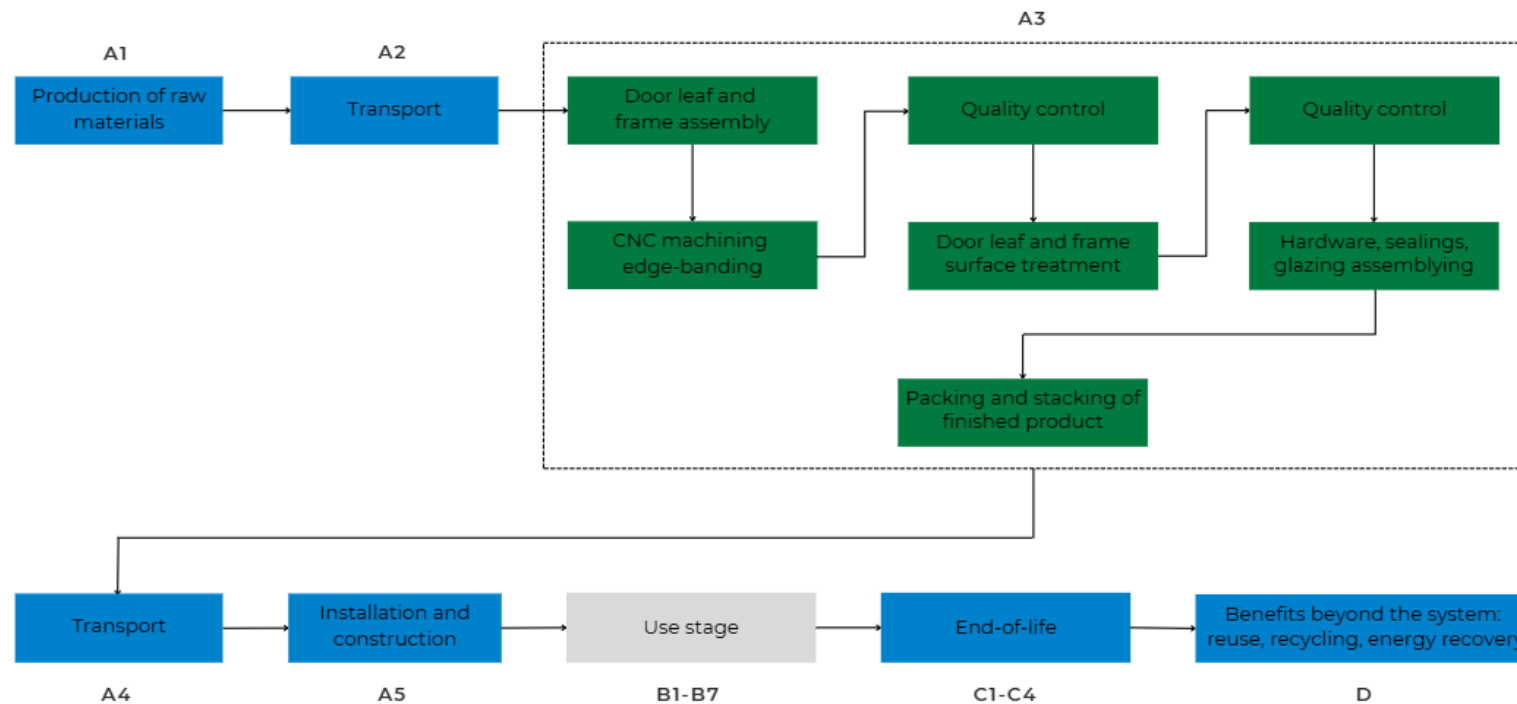 A3
A1
A2
Production of raw
materials
Transport
Door leaf and
frame assembly
Quality control
Quality control
CNC machining
edge-banding
Door leaf and frame
surface treatment
Hardware, sealings,
glazing assemblying
Packing and stacking of
finished product
Transport
Installation and
construction
Use stage
End-of-life
Benefits beyond the system:
reuse, recycling, energy recovery
A4
A5
B1-B7
C1-C4
D